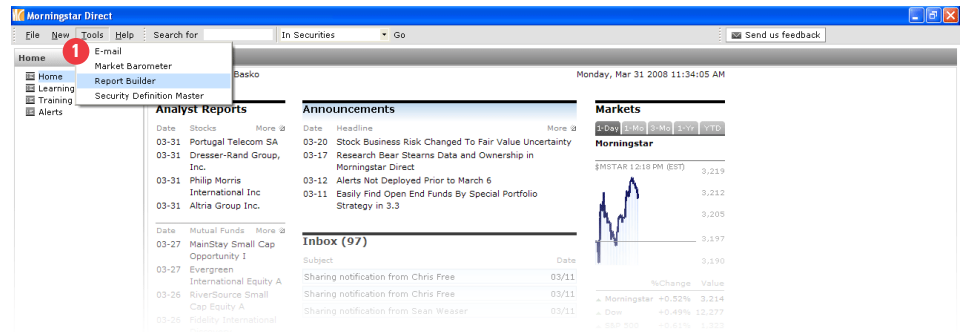 Morningstar Direct
File New Tools Help Search for In Securities Go Send us feedback
1
E-mail
Market Barometer
Report Builder
Security Definition Master
Home
Home
Learning
Training
Alerts
Basko
Monday, Mar 31 2008 11:34:05 AM
Analyst Reports
Date Stocks More
03-31 Portugal Telecom SA
03-31 Dresser-Rand Group,
Inc.
03-31 Philip Morris
International Inc
03-31 Altria Group Inc.
Date Mutual Funds More
03-27 MainStay Small Cap
Opportunity I
03-27 Evergreen
International Equity A
03-26 RiverSource Small
Cap Equity A
03-26 Fidelity International
Announcements
Date Headline More
03-20 Stock Business Risk Changed To Fair Value Uncertainty
03-17 Research Bear Stearns Data and Ownership in
Morningstar Direct
03-12 Alerts Not Deployed Prior to March 6
03-11 Easily Find Open End Funds By Special Portfolio
Strategy in 3.3
Inbox (97)
Subject Date
Sharing notification from Chris Free 03/11
Sharing notification from Chris Free 03/11
Sharing notification from Sean Weaser 03/11
Markets
1-Day 1-Mo 3-Mo 1-Yr YTD
Morningstar
$MSTAR 12:18 PM (EST)
3,219
3,212
3,205
3,197
3,190
%Change Value
Morningstar +0.52% 3,214
Dow +0.49% 12,277
S&P 500